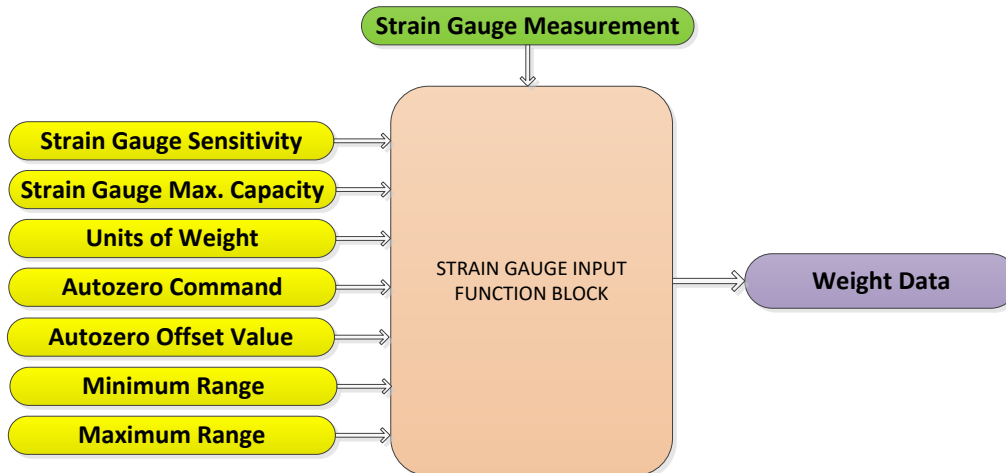 Strain Gauge Measurement
Strain Gauge Sensitivity
Strain Gauge Max. Capacity
Units of Weight
Autozero Command
Autozero Offset Value
Minimum Range
Maximum Range
STRAIN GAUGE INPUT
FUNCTION BLOCK
Weight Data